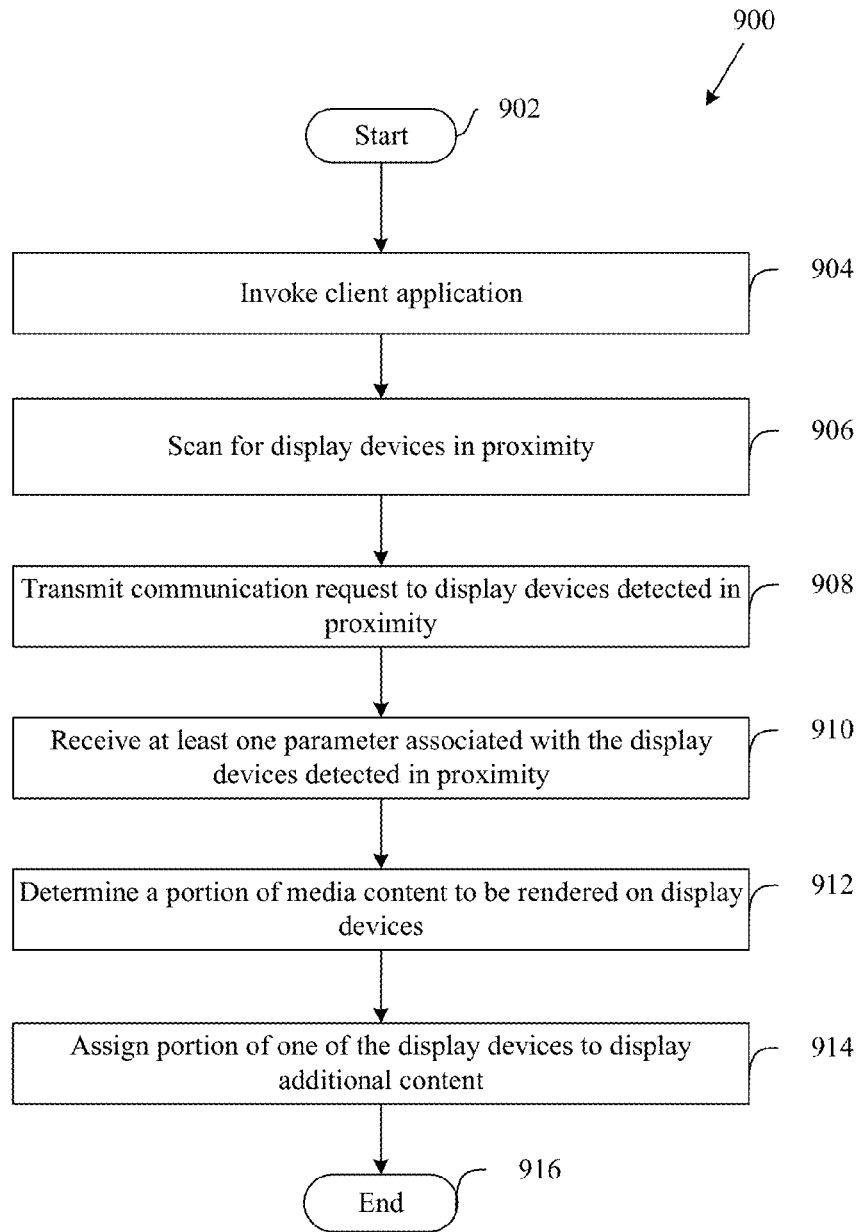 900
Start
902
Invoke client application
904
Scan for display devices in proximity
906
Transmit communication request to display devices detected in
proximity
908
Receive at least one parameter associated with the display
devices detected in proximity
910
Determine a portion of media content to be rendered on display
devices
912
Assign portion of one of the display devices to display
additional content
914
End
916